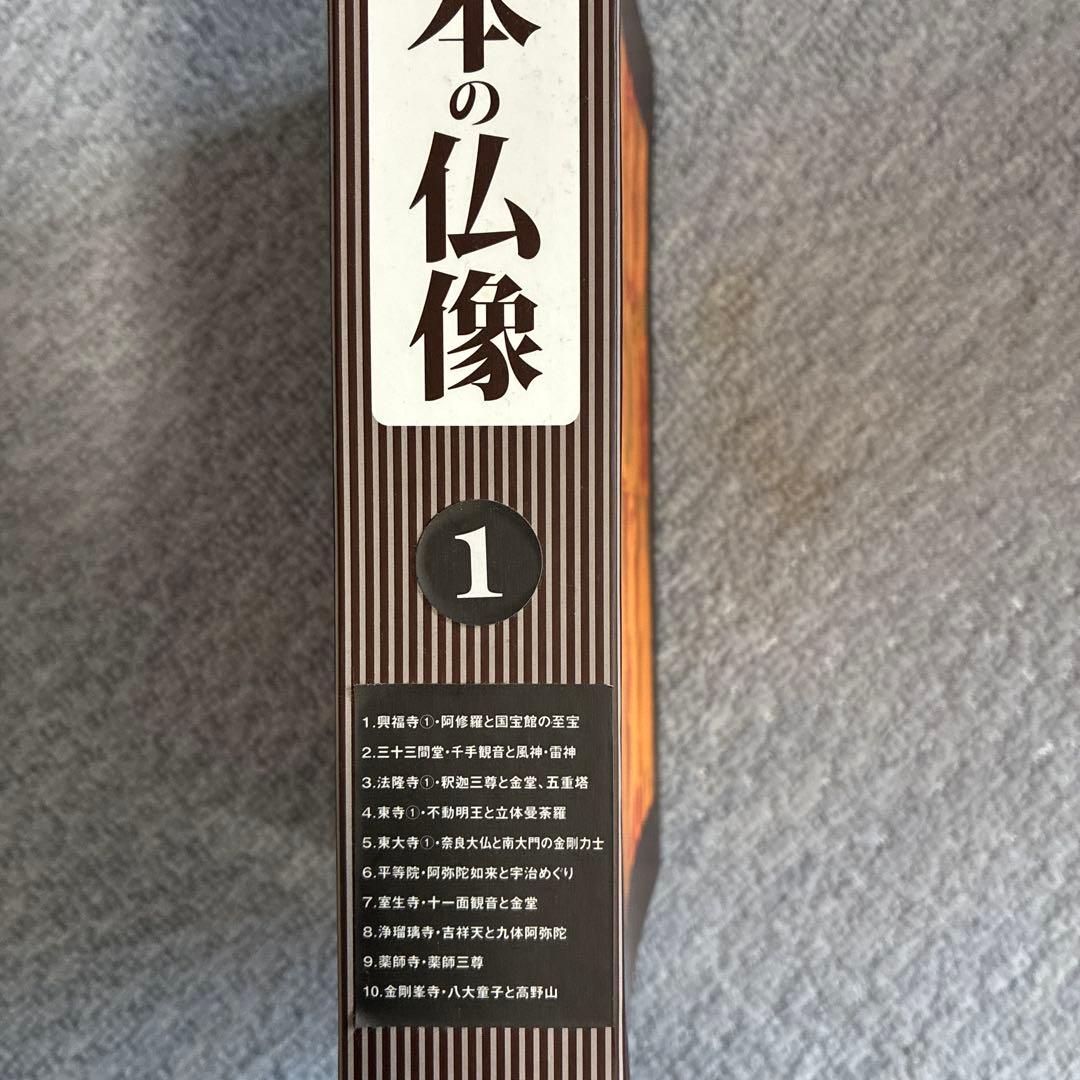 本の仏像
1
1.興福寺①・阿修羅と国宝館の至宝
2.三十三間堂・千手観音と風神・雷神
3.法隆寺①・釈迦三尊と金堂、五重塔
4.東寺①・不動明王と立体曼荼羅
5.東大寺①・奈良大仏と南大門の金剛力士
6.平等院・阿弥陀如来と宇治めぐり
7.室生寺・十一面観音と金堂
8.浄瑠璃寺・吉祥天と九体阿弥陀
9.薬師寺・薬師三尊
10.金剛峯寺・八大童子と高野山